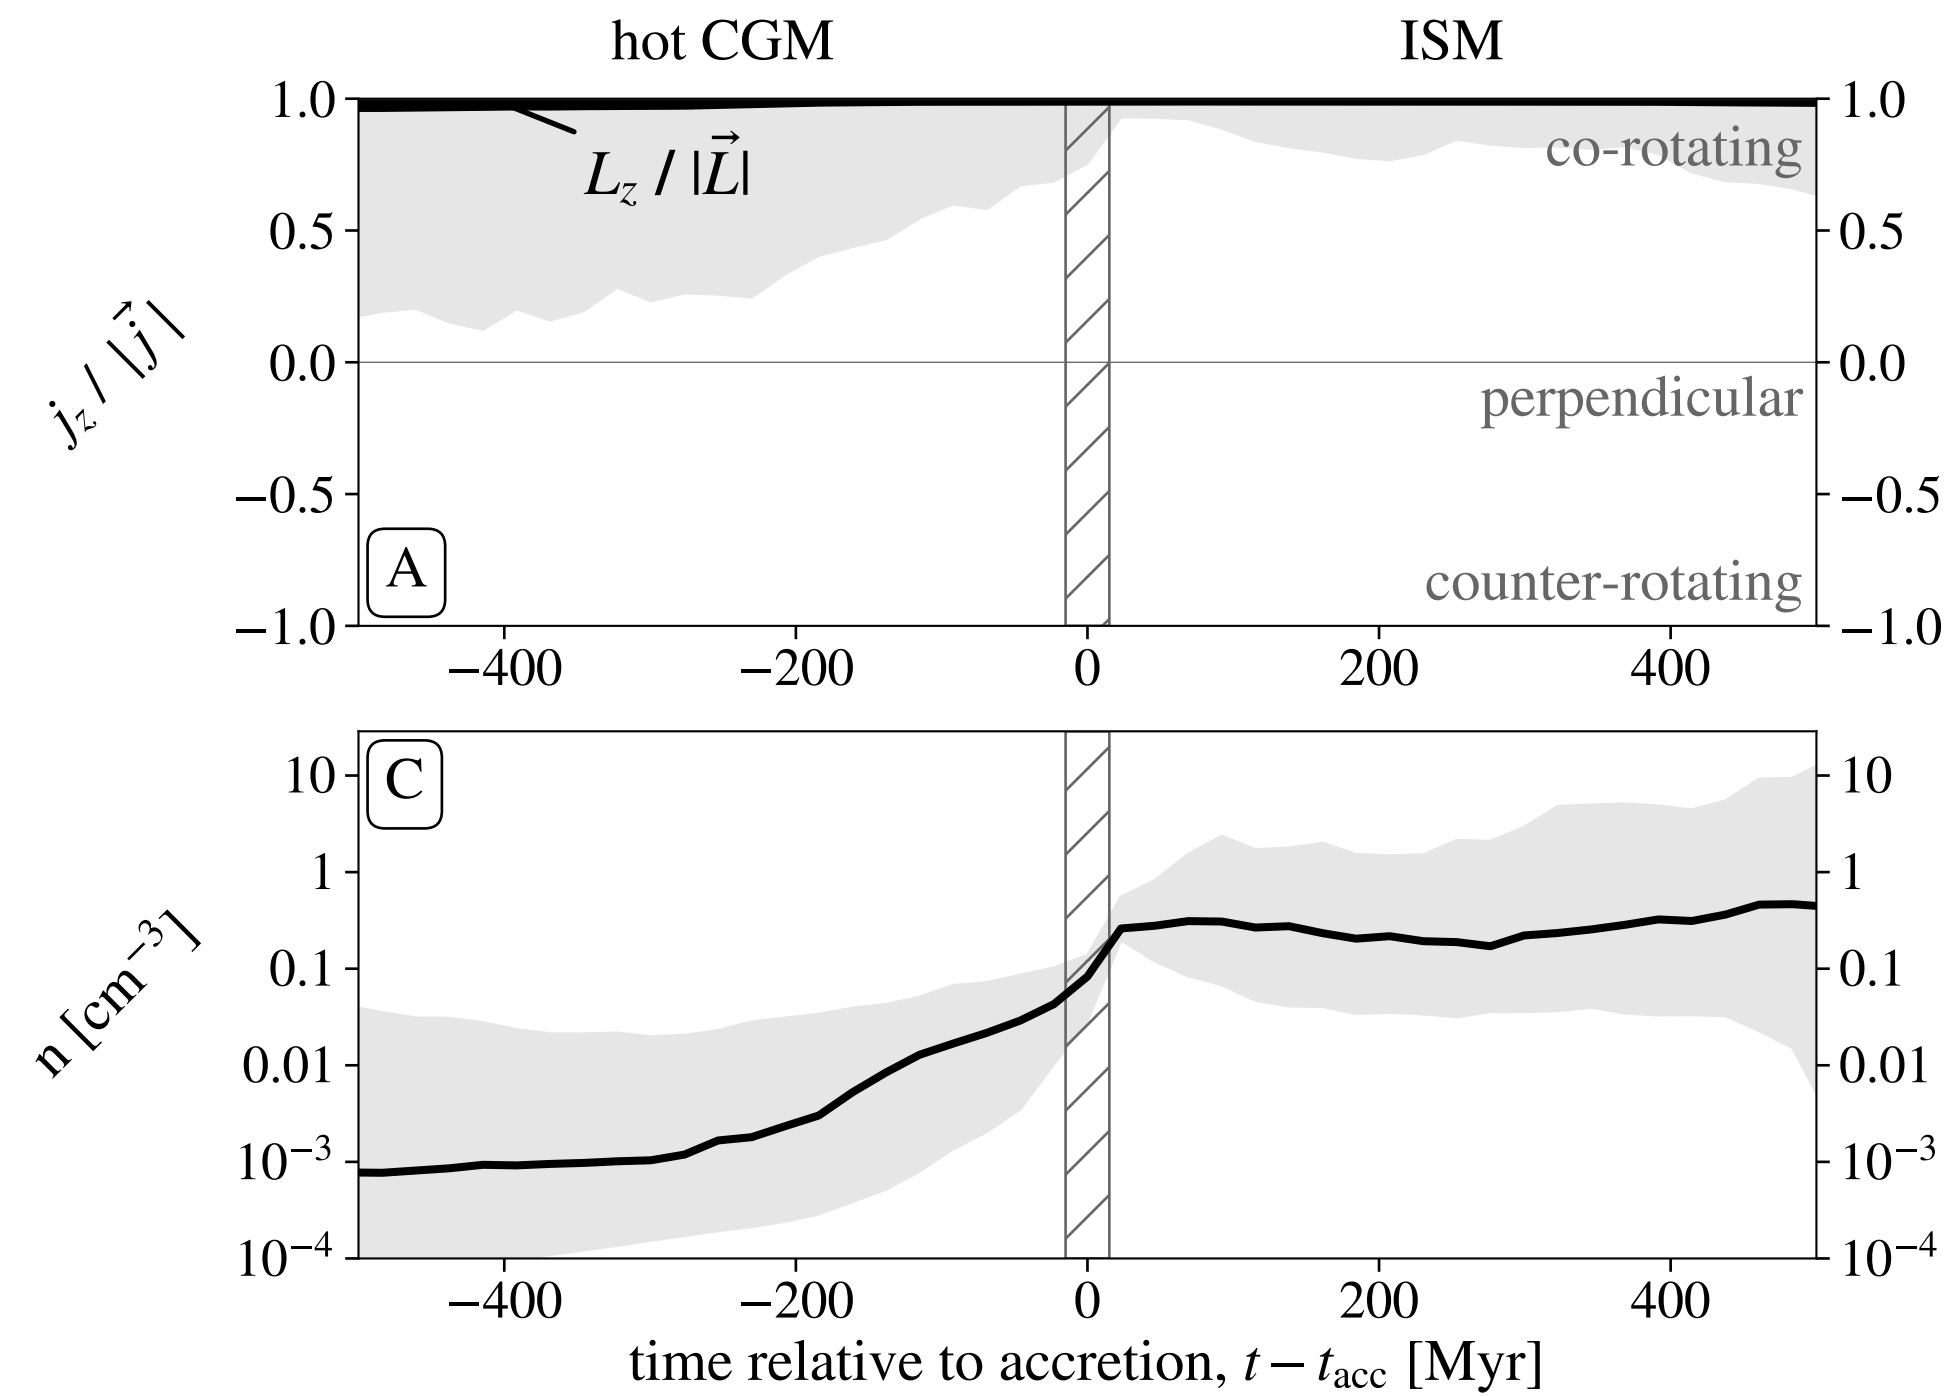 hot CGM ISM
1.0 1.0
L_z / |L⃗| co-rotating
0.5 0.5
j_z / |j⃗|
0.0 0.0
perpendicular
−0.5 −0.5
A counter-rotating
−1.0 −1.0
−400 −200 0 200 400
C
10 10
1 1
n [cm⁻³]
0.1 0.1
0.01 0.01
10⁻³ 10⁻³
10⁻⁴ 10⁻⁴
−400 −200 0 200 400
time relative to accretion, t − t_acc [Myr]